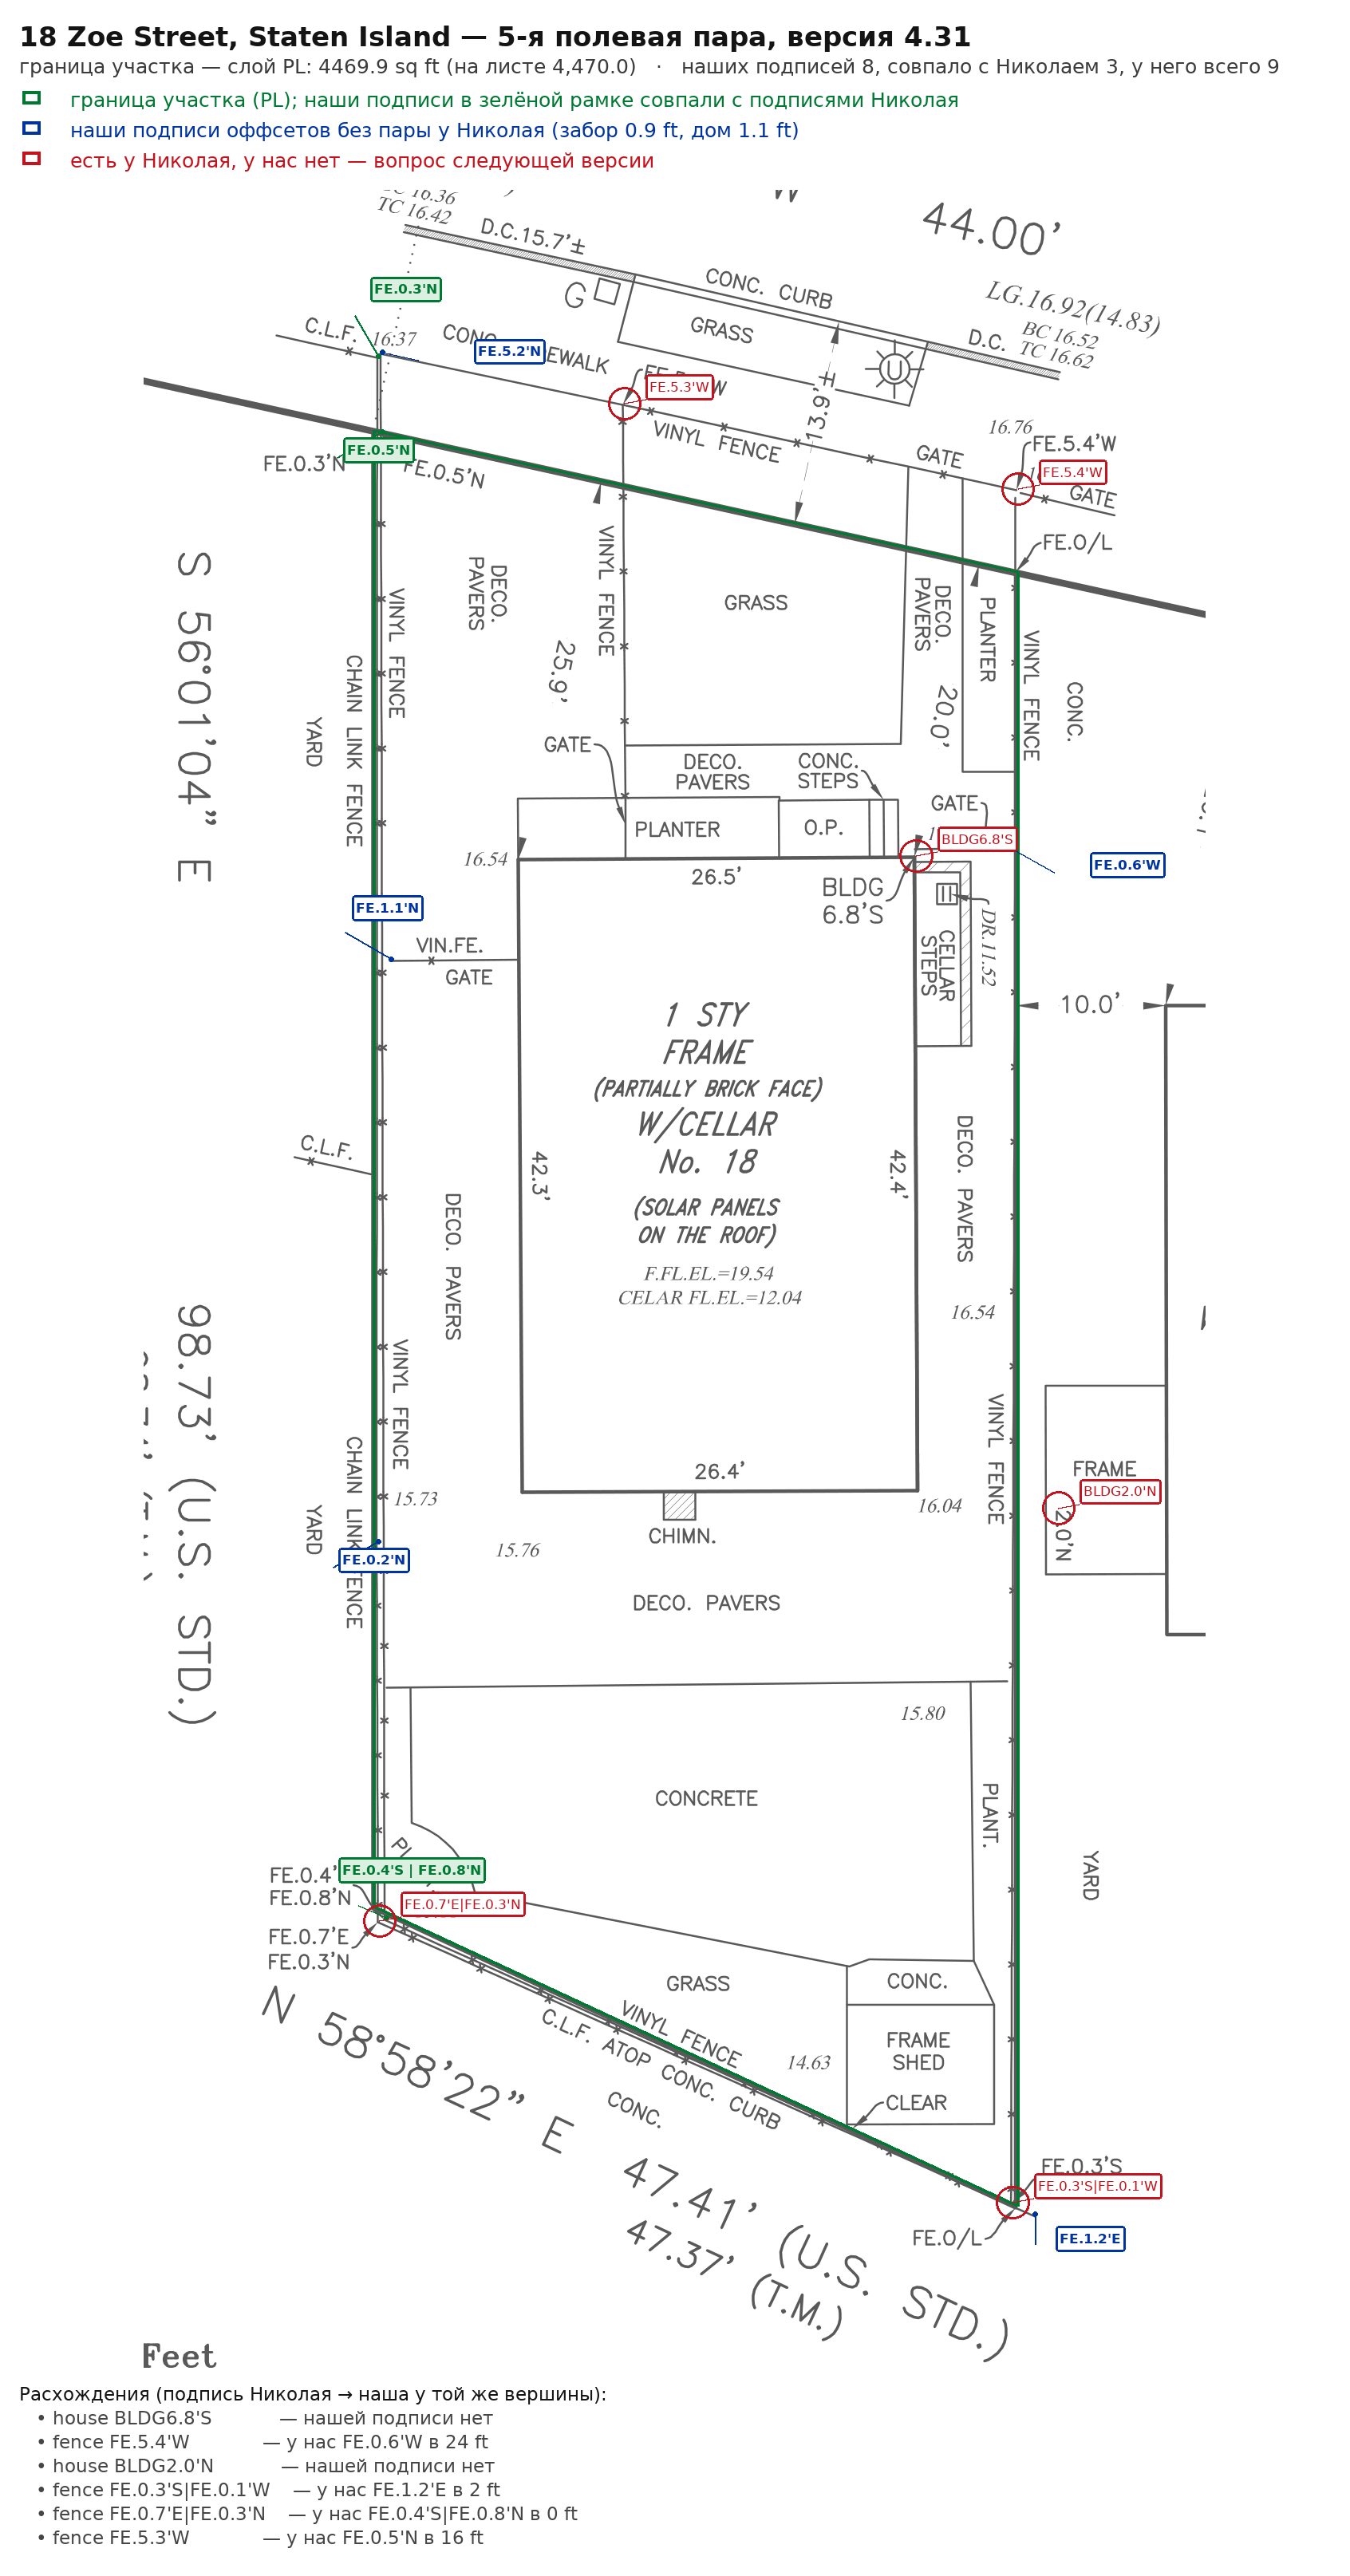 18 Zoe Street, Staten Island — 5-я полевая пара, версия 4.31
граница участка — слой PL: 4469.9 sq ft (на листе 4,470.0) · наших подписей 8, совпало с Николаем 3, у него всего 9
граница участка (PL); наши подписи в зелёной рамке совпали с подписями Николая
наши подписи оффсетов без пары у Николая (забор 0.9 ft, дом 1.1 ft)
есть у Николая, у нас нет — вопрос следующей версии
16.36
TC 16.42
D.C.15.7'±
44.00'
CONC. CURB
LG.16.92(14.83)
BC 16.52
TC 16.62
FE.0.3'N
G
GRASS
D.C.
C.L.F.
16.37
FE.5.2'N
U
FE.5.3'W
13.9'±
VINYL FENCE
16.76
FE.5.4'W
GATE
FE.5.4'W
GATE
FE.0.5'N
FE.0.3'N
FE.0.5'N
FE.O/L
S 56°01'04" E
VINYL FENCE
CHAIN LINK FENCE
YARD
DECO.
PAVERS
VINYL FENCE
25.9'
GRASS
DECO.
PAVERS
20.0'
PLANTER
VINYL FENCE
CONC.
GATE
DECO.
PAVERS
CONC.
STEPS
GATE
PLANTER
O.P.
BLDG6.8'S
16.54
26.5'
BLDG
6.8'S
FE.0.6'W
FE.1.1'N
VIN.FE.
GATE
CELLAR
STEPS
DR.11.52
10.0'
1 STY
FRAME
(PARTIALLY BRICK FACE)
W/CELLAR
No. 18
(SOLAR PANELS
ON THE ROOF)
F.FL.EL.=19.54
CELAR FL.EL.=12.04
C.L.F.
42.3'
42.4'
DECO. PAVERS
DECO. PAVERS
16.54
98.73' (U.S. STD.)
VINYL FENCE
CHAIN LINK FENCE
YARD
VINYL FENCE
26.4'
15.73
16.04
FRAME
BLDG2.0'N
2.0'N
CHIMN.
15.76
FE.0.2'N
DECO. PAVERS
15.80
CONCRETE
PLANT.
YARD
FE.0.4'S | FE.0.8'N
FE.0.8'N
FE.0.7'E|FE.0.3'N
FE.0.7'E
FE.0.3'N
GRASS
CONC.
VINYL FENCE
C.L.F. ATOP CONC. CURB
FRAME
SHED
14.63
CLEAR
CONC.
N 58°58'22" E 47.41' (U.S. STD.)
47.37' (T.M.)
FE.0.3'S
FE.0.3'S|FE.0.1'W
FE.O/L
FE.1.2'E
Feet
Расхождения (подпись Николая → наша у той же вершины):
• house BLDG6.8'S — нашей подписи нет
• fence FE.5.4'W — у нас FE.0.6'W в 24 ft
• house BLDG2.0'N — нашей подписи нет
• fence FE.0.3'S|FE.0.1'W — у нас FE.1.2'E в 2 ft
• fence FE.0.7'E|FE.0.3'N — у нас FE.0.4'S|FE.0.8'N в 0 ft
• fence FE.5.3'W — у нас FE.0.5'N в 16 ft